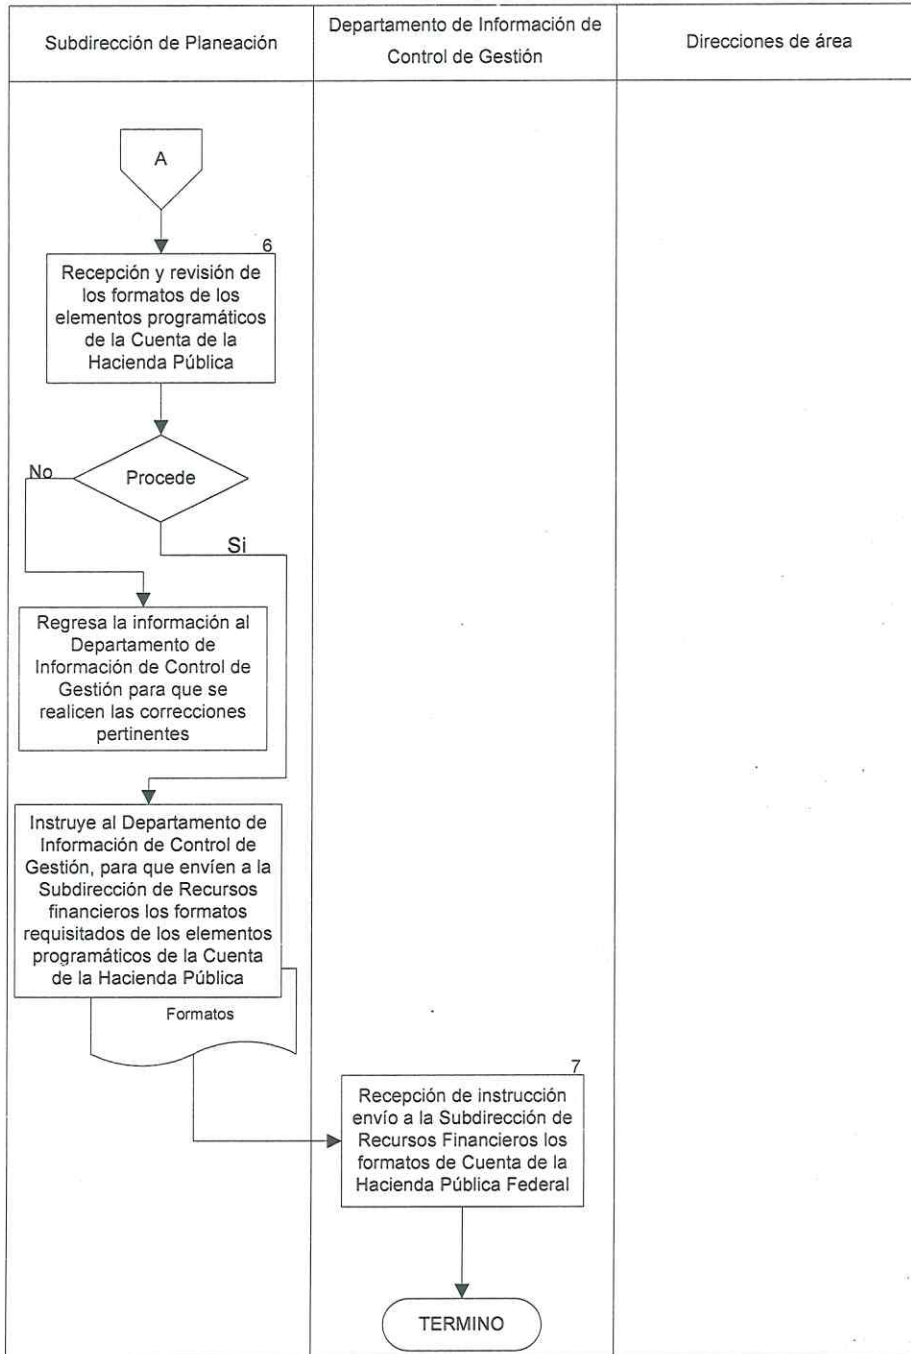 Subdirección de Planeación
Departamento de Información de
Control de Gestión
Direcciones de área
A
6
Recepción y revisión de
los formatos de los
elementos programáticos
de la Cuenta de la
Hacienda Pública
Procede
No
Si
Regresa la información al
Departamento de
Información de Control de
Gestión para que se
realicen las correcciones
pertinentes
Instruye al Departamento de
Información de Control de
Gestión, para que envíen a la
Subdirección de Recursos
financieros los formatos
requisitados de los elementos
programáticos de la Cuenta
de la Hacienda Pública
Formatos
7
Recepción de instrucción
envío a la Subdirección de
Recursos Financieros los
formatos de Cuenta de la
Hacienda Pública Federal
TERMINO